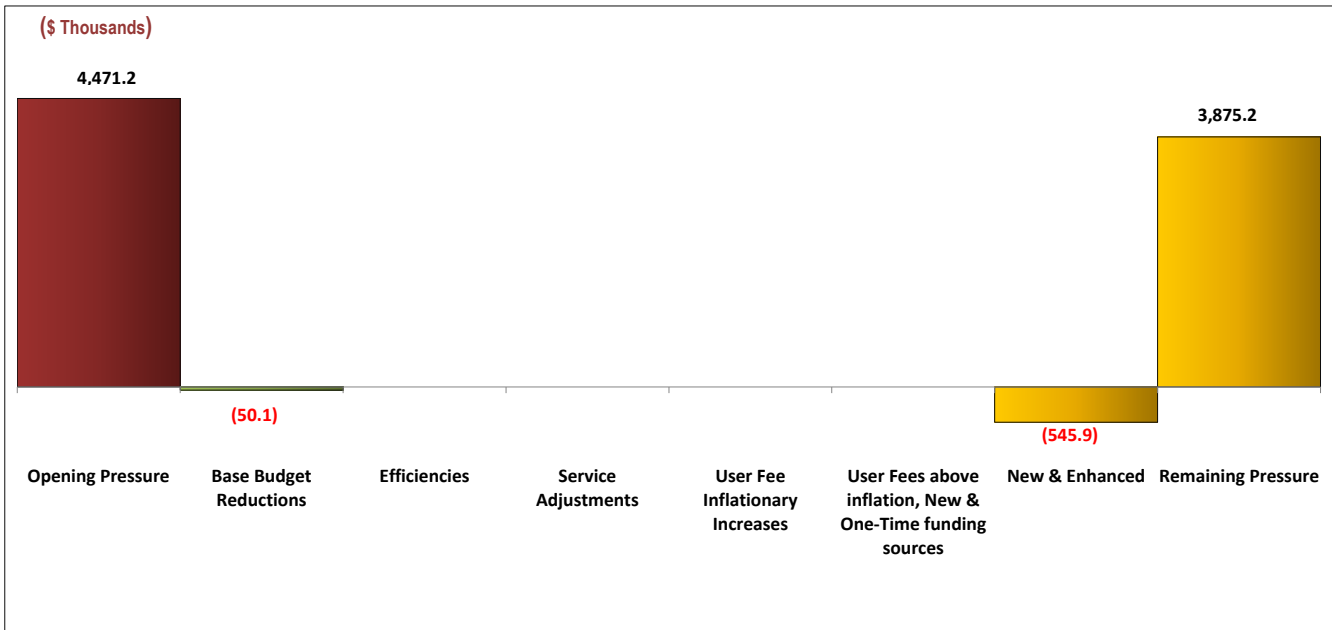 ($ Thousands)
4,471.2
3,875.2
(50.1)
(545.9)
Opening Pressure
Base Budget
Reductions
Efficiencies
Service
Adjustments
User Fee
Inflationary
Increases
User Fees above
inflation, New &
One-Time funding
sources
New & Enhanced
Remaining Pressure